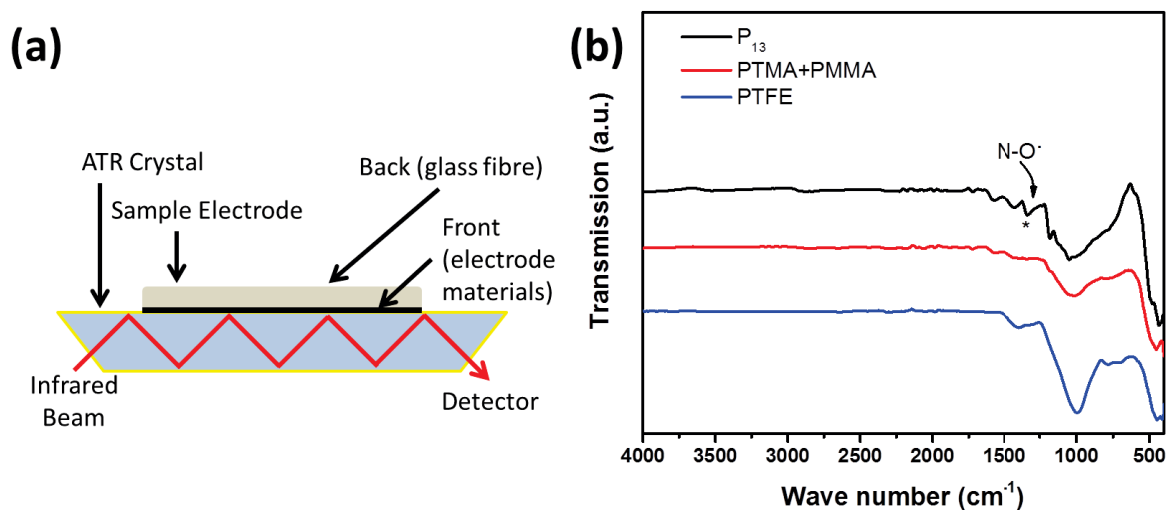 (a)
ATR Crystal
Sample Electrode
Back (glass fibre)
Front
(electrode
materials)
Infrared
Beam
Detector
(b)
P₁₃
PTMA+PMMA
PTFE
N-O·
*
Transmission (a.u.)
4000 3500 3000 2500 2000 1500 1000 500
Wave number (cm⁻¹)